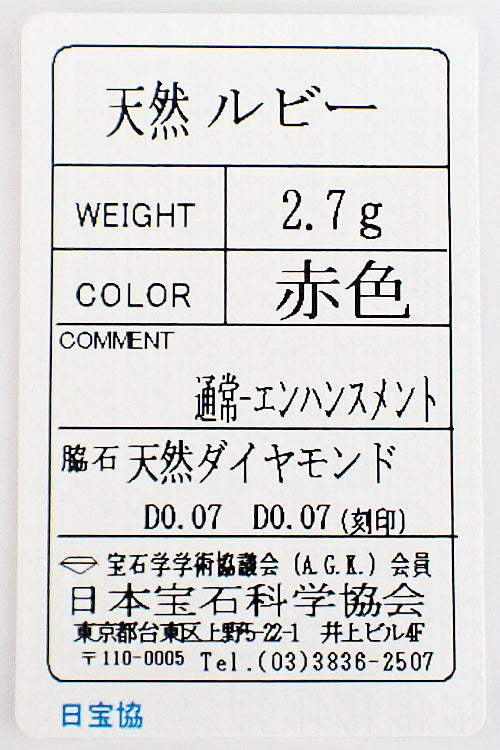 天然 ルビー
WEIGHT 2.7g
COLOR 赤色
COMMENT
通常-エンハンスメント
脇石 天然ダイヤモンド
D0.07 D0.07 (刻印)
宝石学学術協議会 (A.G.K.) 会員
日本宝石科学協会
東京都台東区上野5-22-1 井上ビル4F
〒110-0005 Tel.(03)3836-2507
日宝協